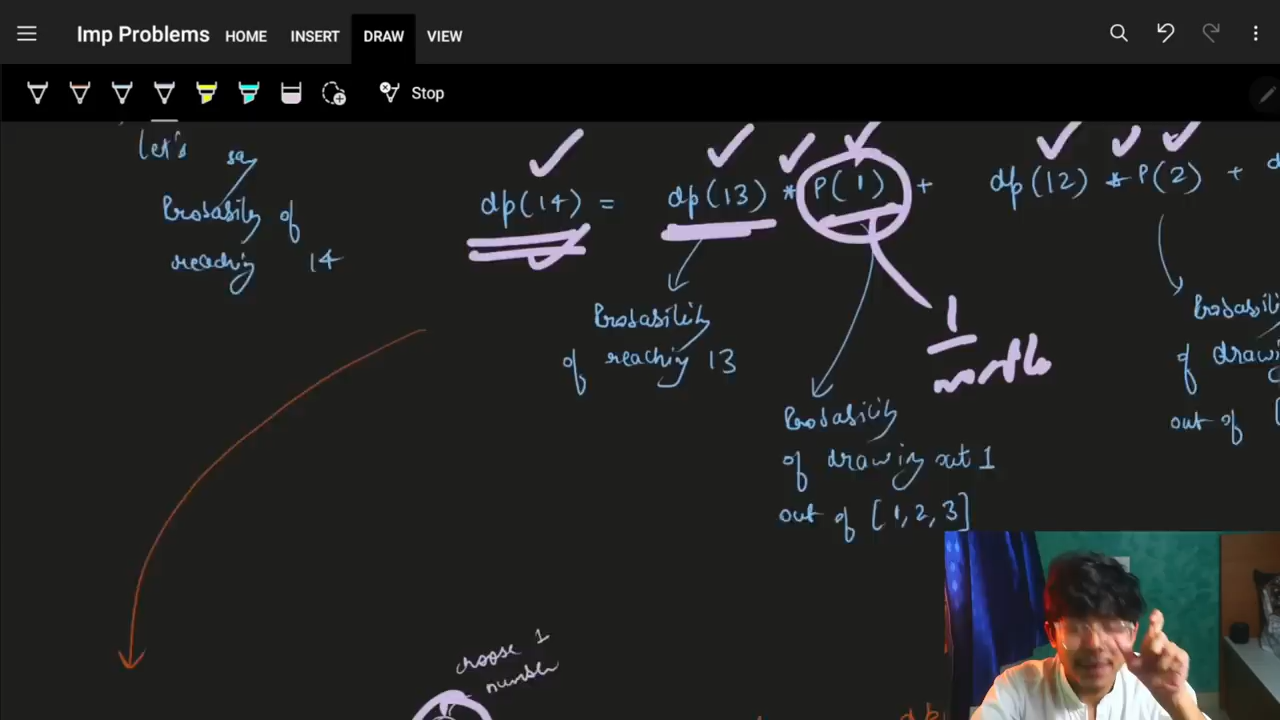 Imp Problems HOME INSERT DRAW VIEW
Stop
let's say
Probability of
reaching 14
dp(14) = dp(13) * P(1) + dp(12) * P(2) + d
Probability
of reaching 13
1
Probability
of drawing out 1
out of [1,2,3]
Probabili
of drawin
out of [
choose 1
number
dp